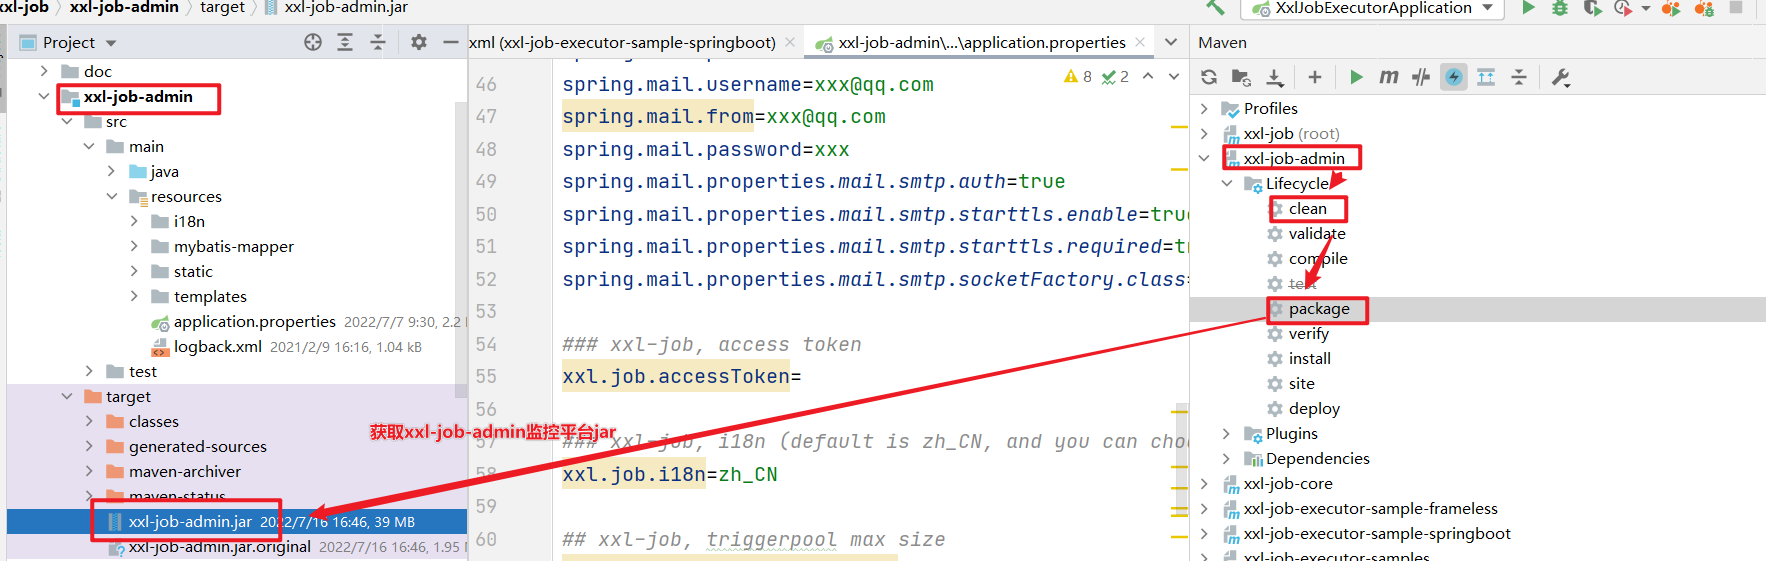 xxl-job xxl-job-admin target xxl-job-admin.jar
XxlJobExecutorApplication
Project
doc
xxl-job-admin
src
main
java
resources
i18n
mybatis-mapper
static
templates
application.properties 2022/7/7 9:30, 2.2
logback.xml 2021/2/9 16:16, 1.04 kB
test
target
classes
generated-sources
maven-archiver
maven-status
xxl-job-admin.jar 2022/7/16 16:46, 39 MB
xxl-job-admin.jar.original 2022/7/16 16:46, 1.95
xml (xxl-job-executor-sample-springboot)
xxl-job-admin\...\application.properties
8 2
46 spring.mail.username=xxx@qq.com
47 spring.mail.from=xxx@qq.com
48 spring.mail.password=xxx
49 spring.mail.properties.mail.smtp.auth=true
50 spring.mail.properties.mail.smtp.starttls.enable=true
51 spring.mail.properties.mail.smtp.starttls.required=t
52 spring.mail.properties.mail.smtp.socketFactory.class=
53
54 ### xxl-job, access token
55 xxl.job.accessToken=
56
获取xxl-job-admin监控平台jar
57 ### xxl-job, i18n (default is zh_CN, and you can cho
58 xxl.job.i18n=zh_CN
59
60 ## xxl-job, triggerpool max size
Maven
Profiles
xxl-job (root)
xxl-job-admin
Lifecycle
clean
validate
compile
test
package
verify
install
site
deploy
Plugins
Dependencies
xxl-job-core
xxl-job-executor-sample-frameless
xxl-job-executor-sample-springboot
xxl-job-executor-samples